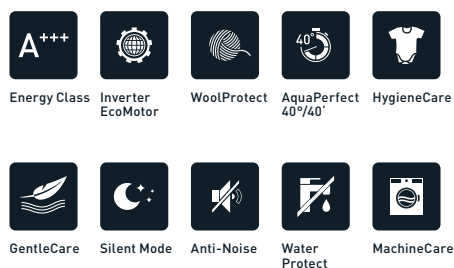 A+++
40°
Energy Class
Inverter
EcoMotor
WoolProtect
AquaPerfect
40°/40'
HygieneCare
GentleCare
Silent Mode
Anti-Noise
Water
Protect
MachineCare